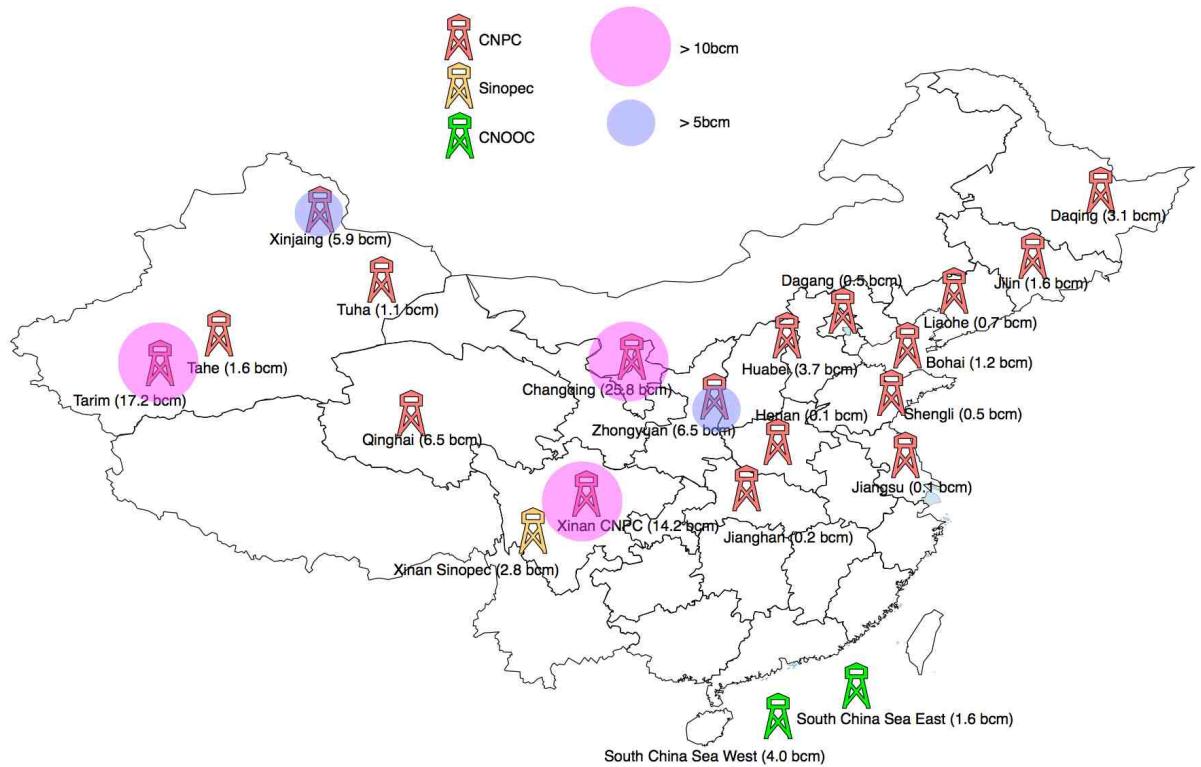 CNPC
> 10bcm
Sinopec
> 5bcm
CNOOC
Daqing (3.1 bcm)
Xinjaing (5.9 bcm)
Dagang (0.5 bcm)
Jilin (1.6 bcm)
Tuha (1.1 bcm)
Liaohe (0.7 bcm)
Tahe (1.6 bcm)
Huabei (3.7 bcm)
Bohai (1.2 bcm)
Changqing (25.8 bcm)
Tarim (17.2 bcm)
Henan (0.1 bcm)
Shengli (0.5 bcm)
Zhongyuan (6.5 bcm)
Qinghai (6.5 bcm)
Jiangsu (0.1 bcm)
Xinan CNPC (14.2 bcm)
Jianghan (0.2 bcm)
Xinan Sinopec (2.8 bcm)
South China Sea East (1.6 bcm)
South China Sea West (4.0 bcm)